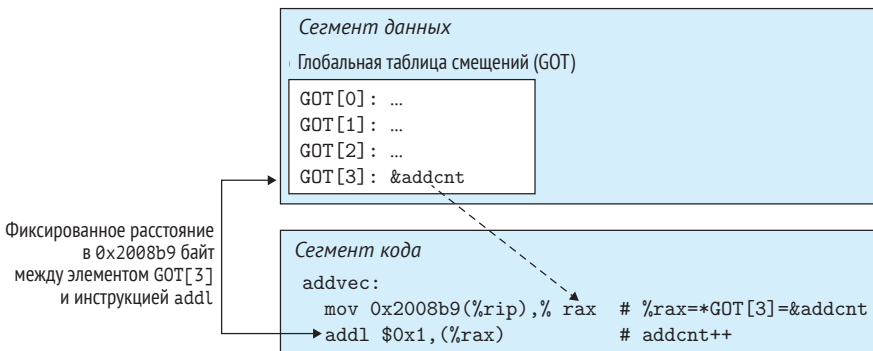 Сегмент данных
Глобальная таблица смещений (GOT)
GOT[0]: …
GOT[1]: …
GOT[2]: …
GOT[3]: &addcnt
Фиксированное расстояние
в 0x2008b9 байт
между элементом GOT[3]
и инструкцией addl
Сегмент кода
addvec:
mov 0x2008b9(%rip),% rax # %rax=*GOT[3]=&addcnt
addl $0x1,(%rax) # addcnt++